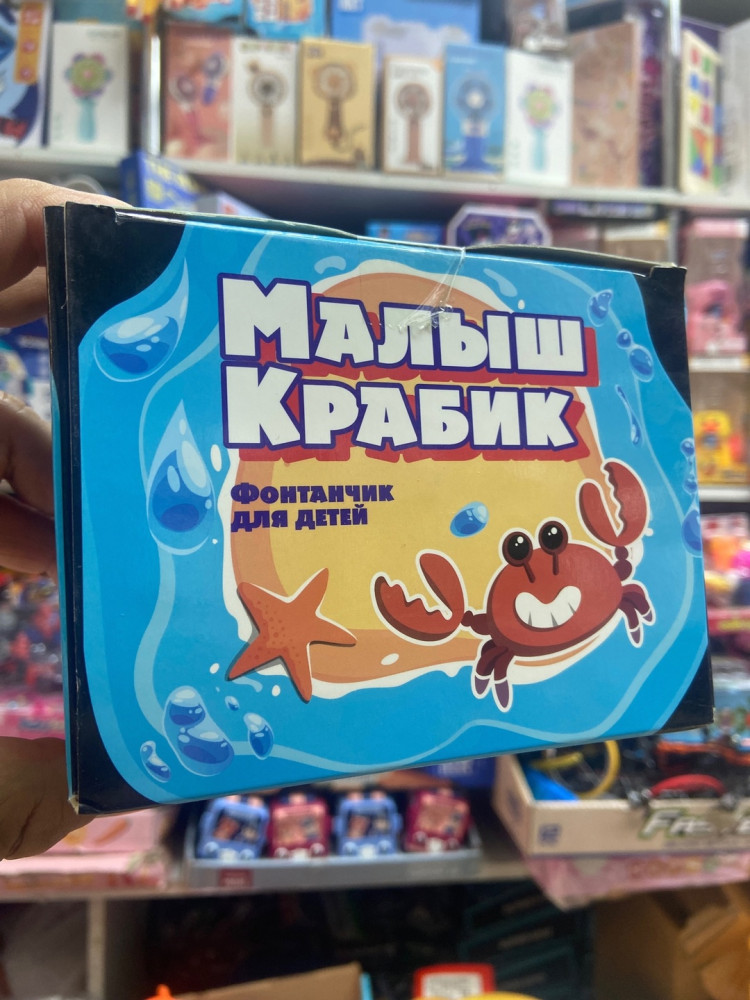 Малыш
Крабик
Фонтанчик
для детей